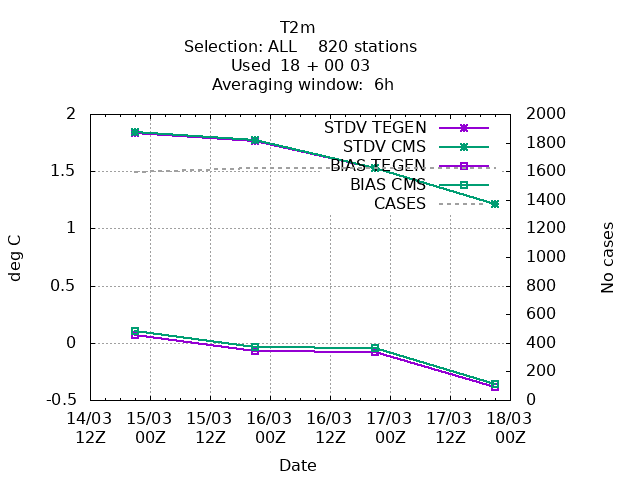 T2m
Selection: ALL    820 stations
Used  18 + 00 03
Averaging window:  6h
2 2000
STDV TEGEN 1800
STDV CMS
1.5 BIAS TEGEN 1600
BIAS CMS 1400
CASES
1 1200
1000
0.5 800
600
0 400
200
-0.5 0
deg C
No cases
14/03 15/03 15/03 16/03 16/03 17/03 17/03 18/03
12Z 00Z 12Z 00Z 12Z 00Z 12Z 00Z
Date